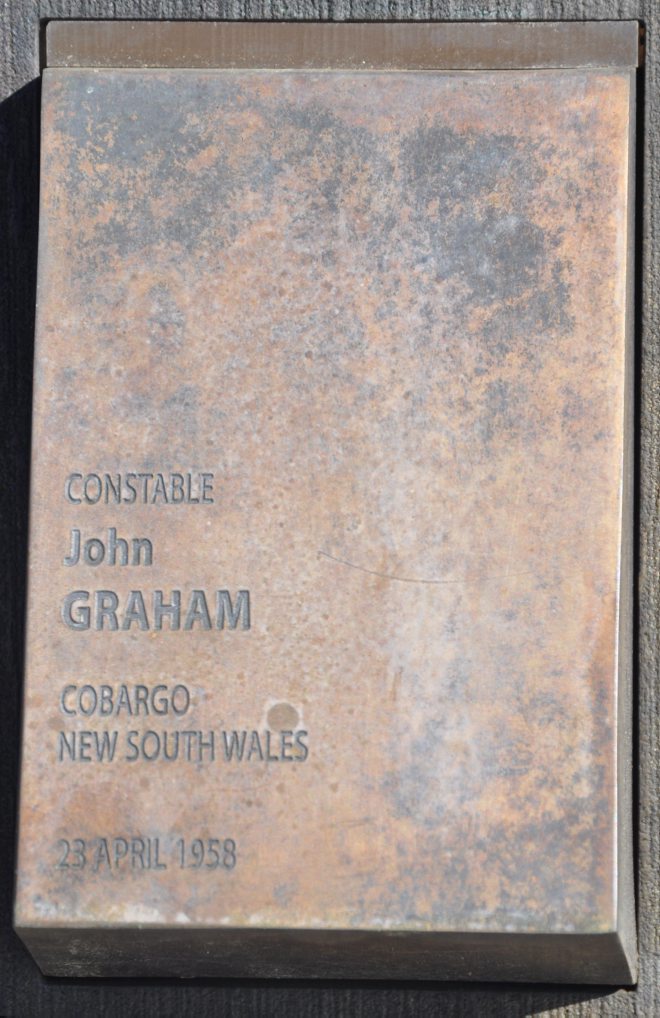 CONSTABLE
John
GRAHAM
COBARGO
NEW SOUTH WALES
23 APRIL 1958